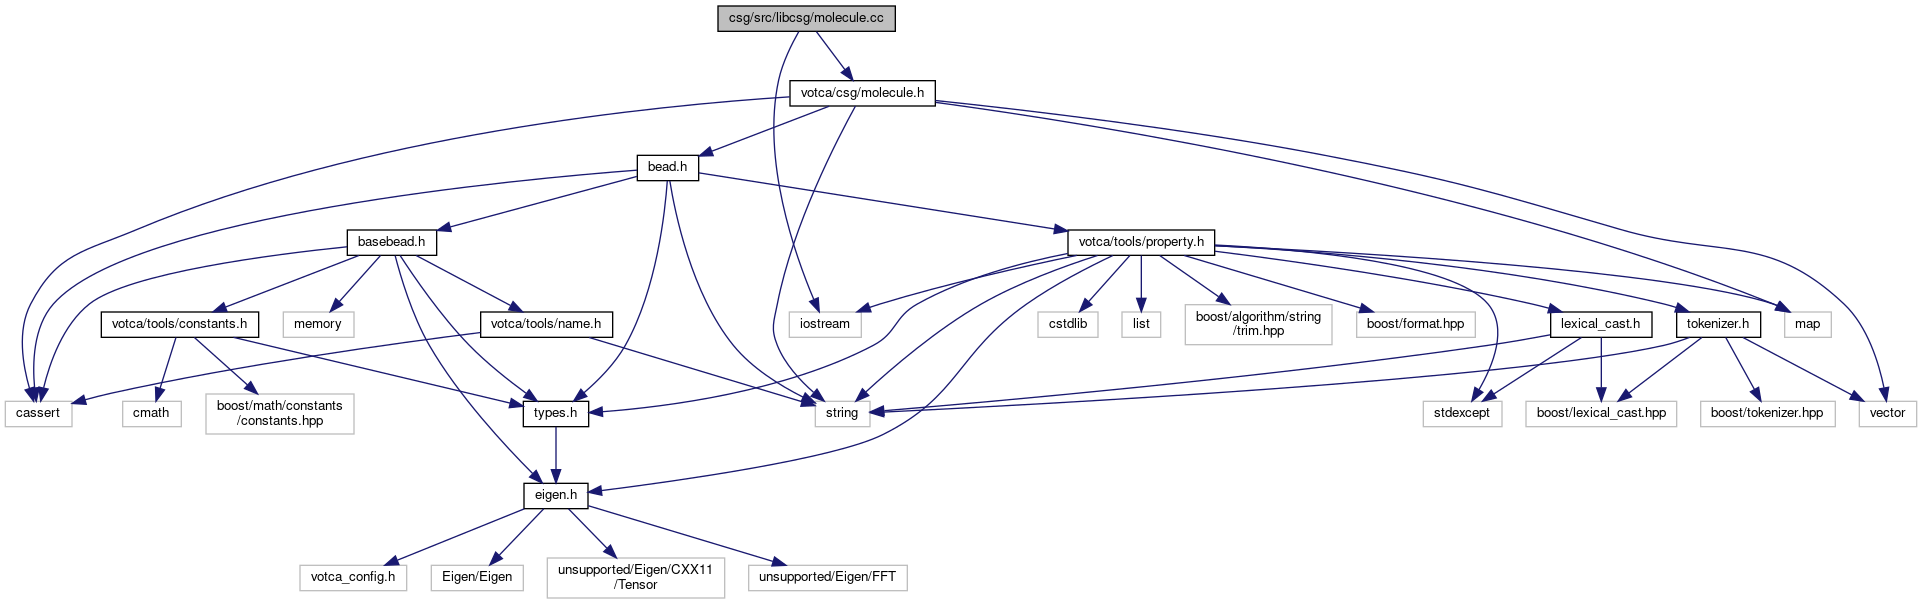 csg/src/libcsg/molecule.cc
votca/csg/molecule.h
bead.h
basebead.h
votca/tools/property.h
votca/tools/constants.h
memory
votca/tools/name.h
iostream
cstdlib
list
boost/algorithm/string
/trim.hpp
boost/format.hpp
lexical_cast.h
tokenizer.h
map
cassert
cmath
boost/math/constants
/constants.hpp
types.h
string
stdexcept
boost/lexical_cast.hpp
boost/tokenizer.hpp
vector
eigen.h
votca_config.h
Eigen/Eigen
unsupported/Eigen/CXX11
/Tensor
unsupported/Eigen/FFT